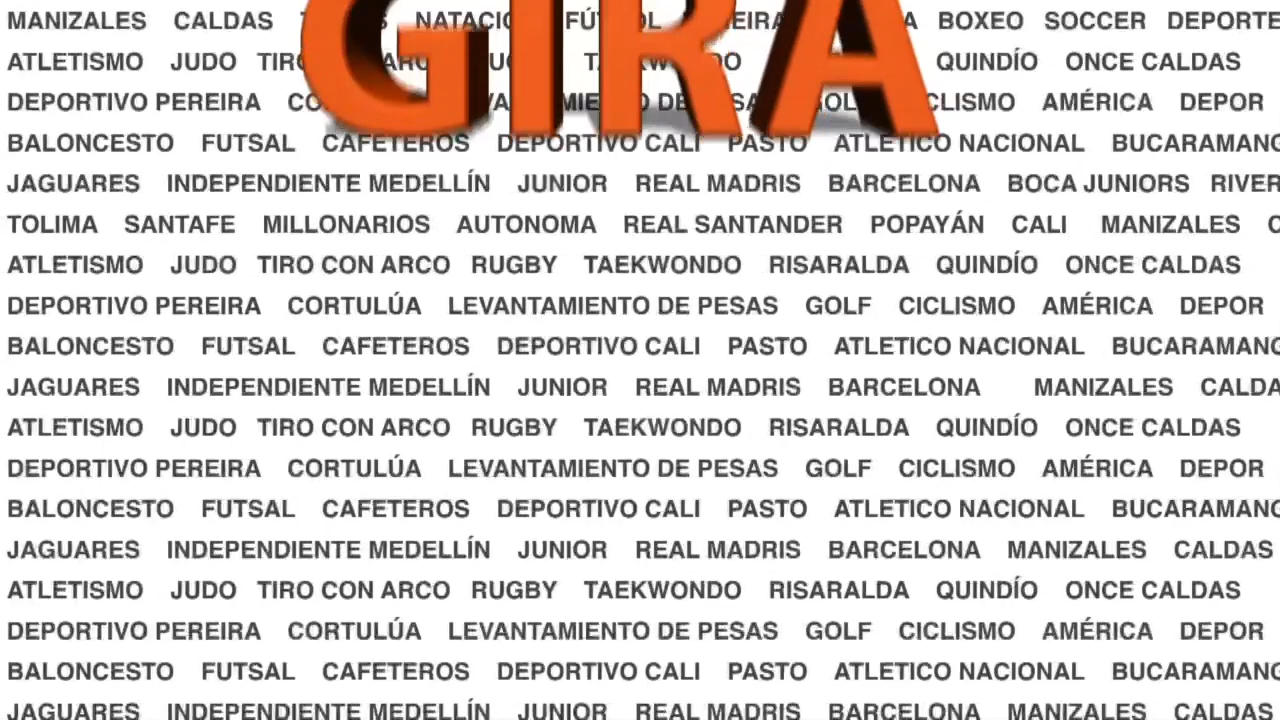 GIRA
MANIZALES CALDAS BOXEO SOCCER DEPORTE
ATLETISMO JUDO QUINDÍO ONCE CALDAS
DEPORTIVO PEREIRA AMÉRICA DEPOR
BALONCESTO FUTSAL CAFETEROS DEPORTIVO CALI PASTO ATLETICO NACIONAL BUCARAMANG
JAGUARES INDEPENDIENTE MEDELLÍN JUNIOR REAL MADRIS BARCELONA BOCA JUNIORS RIVER
TOLIMA SANTAFE MILLONARIOS AUTONOMA REAL SANTANDER POPAYÁN CALI MANIZALES C
ATLETISMO JUDO TIRO CON ARCO RUGBY TAEKWONDO RISARALDA QUINDÍO ONCE CALDAS
DEPORTIVO PEREIRA CORTULÚA LEVANTAMIENTO DE PESAS GOLF CICLISMO AMÉRICA DEPOR
BALONCESTO FUTSAL CAFETEROS DEPORTIVO CALI PASTO ATLETICO NACIONAL BUCARAMANG
JAGUARES INDEPENDIENTE MEDELLÍN JUNIOR REAL MADRIS BARCELONA MANIZALES CALDA
ATLETISMO JUDO TIRO CON ARCO RUGBY TAEKWONDO RISARALDA QUINDÍO ONCE CALDAS
DEPORTIVO PEREIRA CORTULÚA LEVANTAMIENTO DE PESAS GOLF CICLISMO AMÉRICA DEPOR
BALONCESTO FUTSAL CAFETEROS DEPORTIVO CALI PASTO ATLETICO NACIONAL BUCARAMANG
JAGUARES INDEPENDIENTE MEDELLÍN JUNIOR REAL MADRIS BARCELONA MANIZALES CALDAS
ATLETISMO JUDO TIRO CON ARCO RUGBY TAEKWONDO RISARALDA QUINDÍO ONCE CALDAS
DEPORTIVO PEREIRA CORTULÚA LEVANTAMIENTO DE PESAS GOLF CICLISMO AMÉRICA DEPOR
BALONCESTO FUTSAL CAFETEROS DEPORTIVO CALI PASTO ATLETICO NACIONAL BUCARAMANG
JAGUARES INDEPENDIENTE MEDELLÍN JUNIOR REAL MADRIS BARCELONA MANIZALES CALDAS